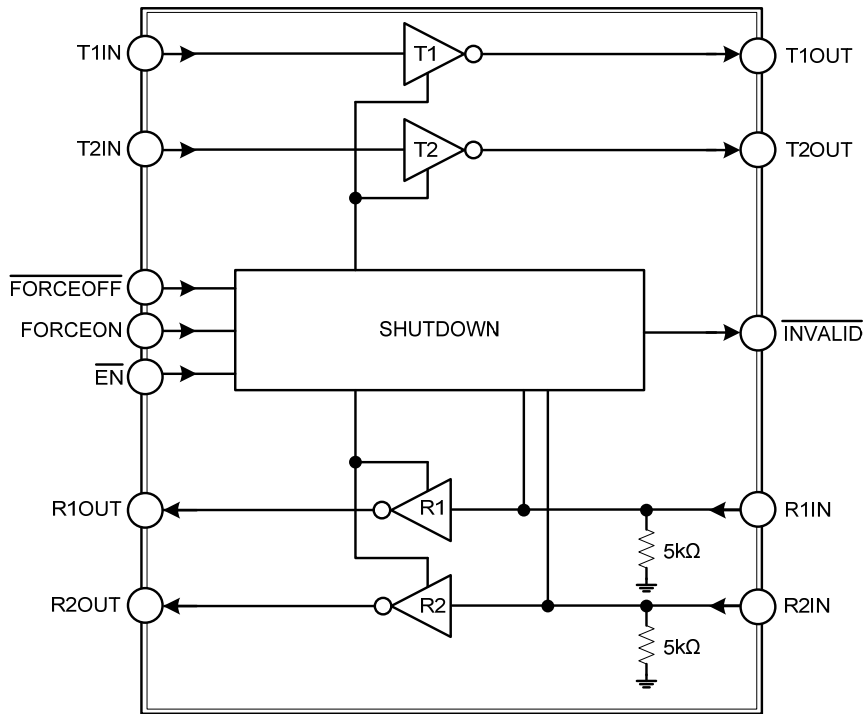 T1IN
T1
T1OUT
T2IN
T2
T2OUT
FORCEOFF
FORCEON
EN
SHUTDOWN
INVALID
R1OUT
R1
R1IN
5kΩ
R2OUT
R2
R2IN
5kΩ